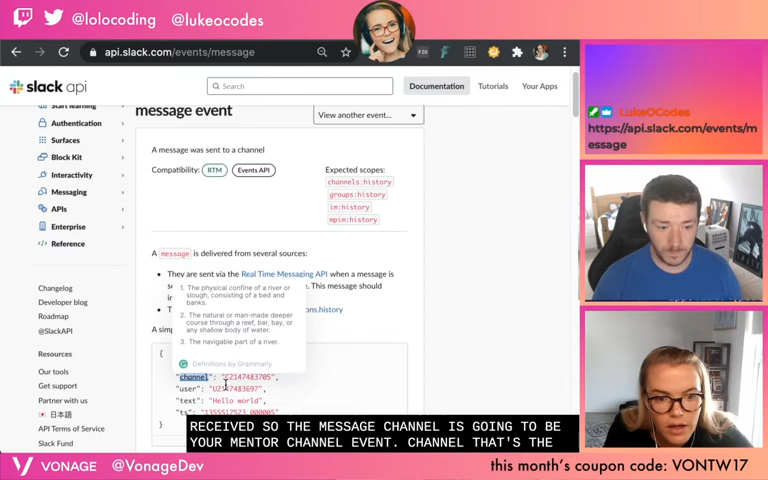 @lolocoding @lukeocodes
api.slack.com/events/message
slack api
Search
Documentation
Tutorials
Your Apps
Start learning
Authentication
Surfaces
Block Kit
Interactivity
Messaging
APIs
Enterprise
Reference
Changelog
Developer blog
Roadmap
@SlackAPI
Resources
Our tools
Get support
日本語
API Terms of Service
Slack Fund
message event
View another event...
A message was sent to a channel
Compatibility: RTM Events API
Expected scopes:
channels:history
groups:history
im:history
mpim:history
A message is delivered from several sources:
They are sent via the Real Time Messaging API when a message is
. This message should
ons.history
1. The physical confine of a river or
slough, consisting of a bed and
banks.
2. The natural or man-made deeper
course through a reef, bar, bay, or
any shallow body of water.
3. The navigable part of a river.
Definitions by Grammarly
A simp
{
"channel": "C2147483705",
"user": "U2147483697",
"text": "Hello world",
"ts": "1355517523.000005"
}
RECEIVED SO THE MESSAGE CHANNEL IS GOING TO BE
YOUR MENTOR CHANNEL EVENT. CHANNEL THAT'S THE
LukeOCodes
https://api.slack.com/events/m
essage
VONAGE @VonageDev
this month's coupon code: VONTW17